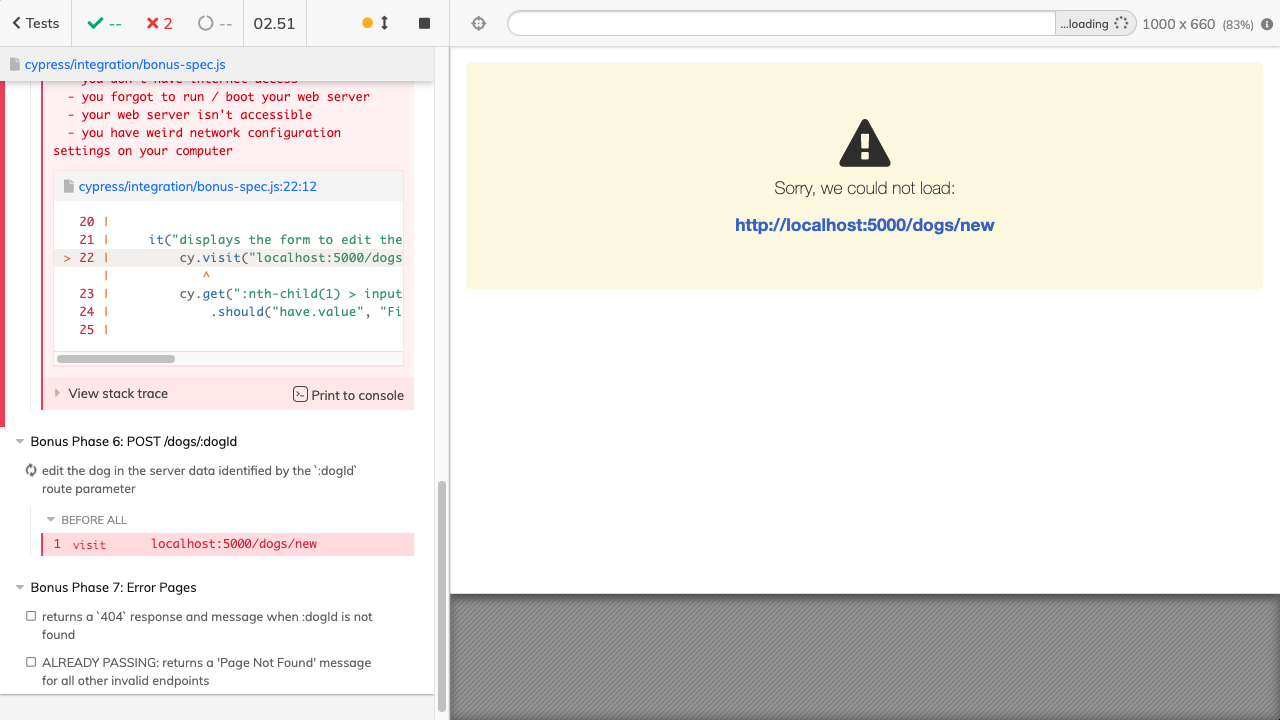 Tests
--
2
--
02.51
...loading
1000 x 660 (83%)
cypress/integration/bonus-spec.js
- you don't have internet access
- you forgot to run / boot your web server
- your web server isn't accessible
- you have weird network configuration
settings on your computer
cypress/integration/bonus-spec.js:22:12
20 |
21 | it("displays the form to edit the
> 22 | cy.visit("localhost:5000/dogs
| ^
23 | cy.get(":nth-child(1) > input
24 | .should("have.value", "Fi
25 |
View stack trace
Print to console
Bonus Phase 6: POST /dogs/:dogId
edit the dog in the server data identified by the `:dogId`
route parameter
BEFORE ALL
1 visit localhost:5000/dogs/new
Bonus Phase 7: Error Pages
returns a `404` response and message when :dogId is not
found
ALREADY PASSING: returns a 'Page Not Found' message
for all other invalid endpoints
Sorry, we could not load:
http://localhost:5000/dogs/new